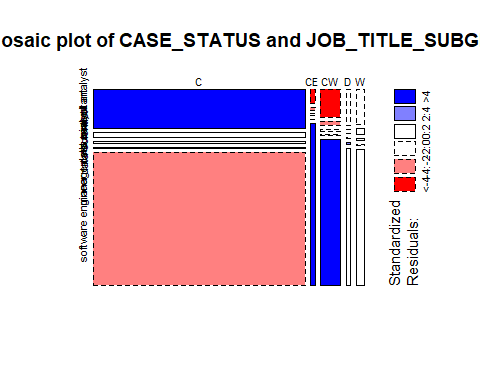 osaic plot of CASE_STATUS and JOB_TITLE_SUBG
C CE CW D W
software engineer
Standardized
Residuals:
<-4 -4:-2 -2:0 0:2 2:4 >4